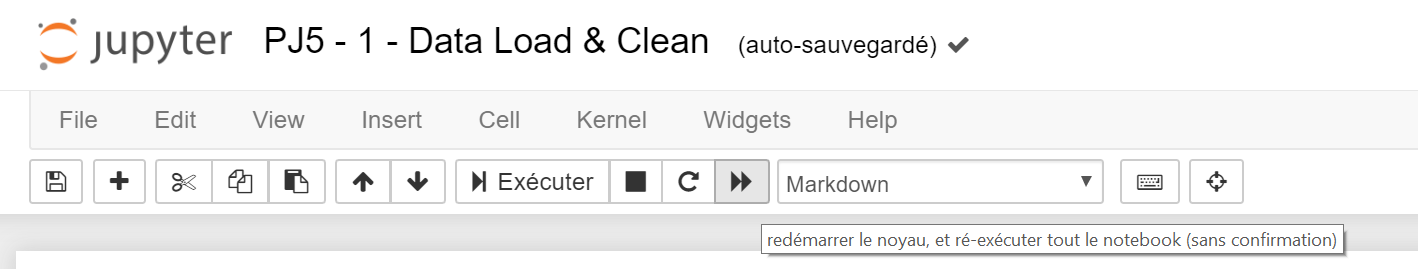 jupyter PJ5 - 1 - Data Load & Clean (auto-sauvegardé)
File Edit View Insert Cell Kernel Widgets Help
Exécuter Markdown
redémarrer le noyau, et ré-exécuter tout le notebook (sans confirmation)